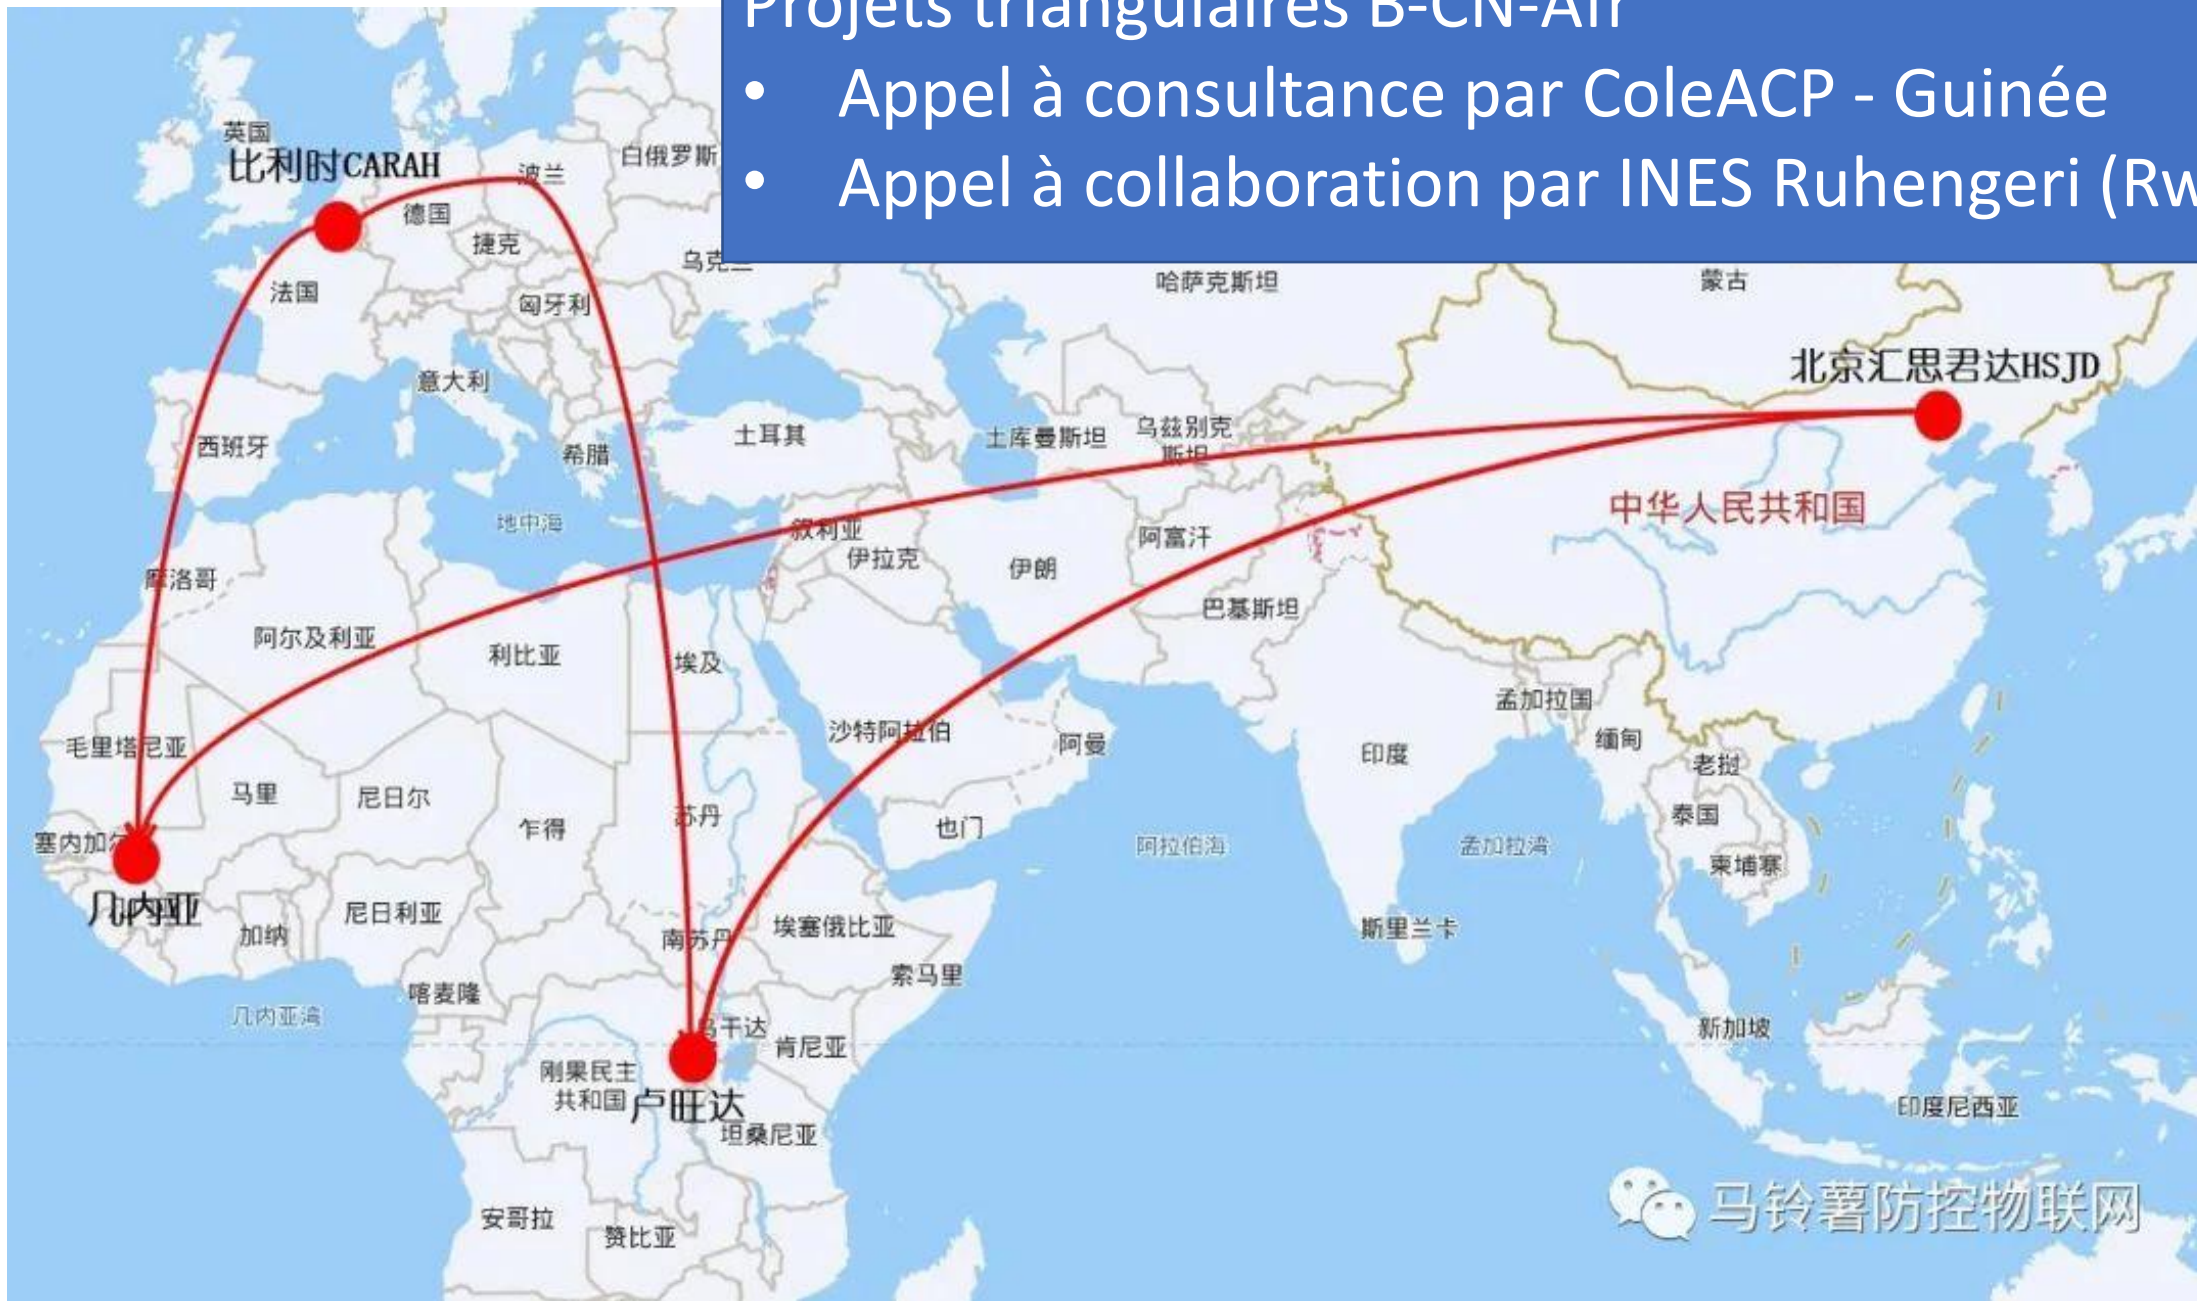 Projets triangulaires B-CN-Afr
• Appel à consultance par ColeACP - Guinée
• Appel à collaboration par INES Ruhengeri (Rw
英国
比利时CARAH
波兰
白俄罗斯
德国
捷克
乌克兰
法国
匈牙利
哈萨克斯坦
蒙古
北京汇思君达HSJD
意大利
西班牙
希腊
土耳其
土库曼斯坦
乌兹别克
斯坦
中华人民共和国
地中海
叙利亚
伊拉克
伊朗
阿富汗
摩洛哥
巴基斯坦
阿尔及利亚
利比亚
埃及
孟加拉国
沙特阿拉伯
阿曼
印度
缅甸
老挝
毛里塔尼亚
马里
尼日尔
乍得
苏丹
也门
泰国
塞内加尔
阿拉伯海
孟加拉湾
柬埔寨
几内亚
加纳
尼日利亚
南苏丹
埃塞俄比亚
斯里兰卡
索马里
喀麦隆
几内亚湾
乌干达
肯尼亚
新加坡
刚果民主
共和国
卢旺达
坦桑尼亚
印度尼西亚
安哥拉
赞比亚
马铃薯防控物联网